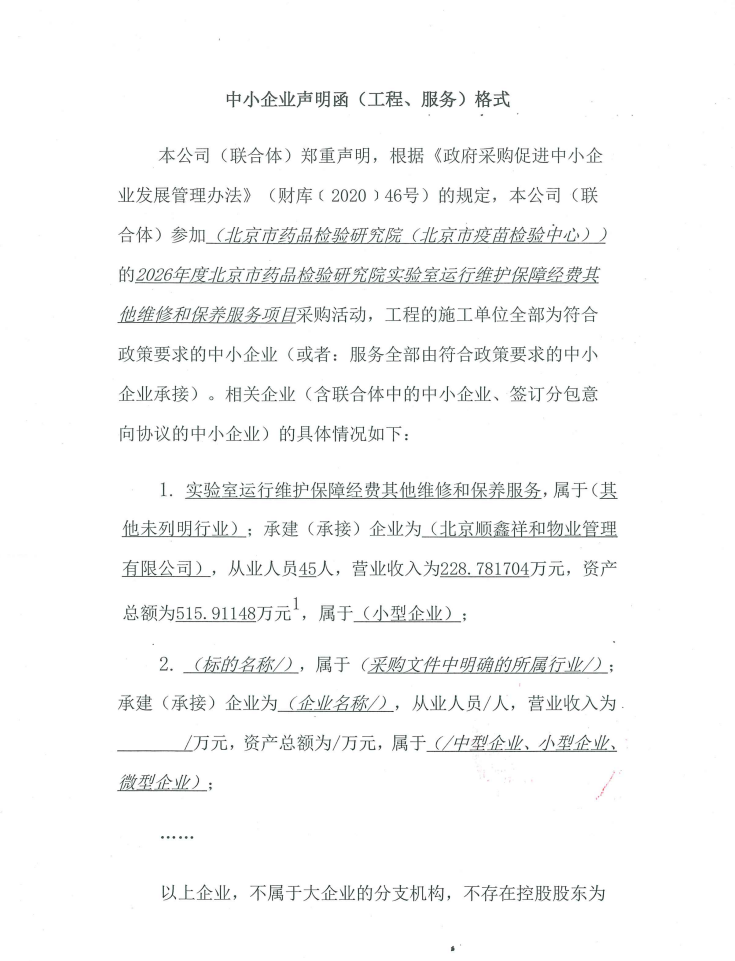 中小企业声明函（工程、服务）格式
本公司（联合体）郑重声明，根据《政府采购促进中小企
业发展管理办法》（财库﹝2020﹞46号）的规定，本公司（联
合体）参加（北京市药品检验研究院（北京市疫苗检验中心））
的2026年度北京市药品检验研究院实验室运行维护保障经费其
他维修和保养服务项目采购活动，工程的施工单位全部为符合
政策要求的中小企业（或者：服务全部由符合政策要求的中小
企业承接）。相关企业（含联合体中的中小企业、签订分包意
向协议的中小企业）的具体情况如下：
1. 实验室运行维护保障经费其他维修和保养服务，属于（其
他未列明行业）；承建（承接）企业为（北京顺鑫祥和物业管理
有限公司），从业人员45人，营业收入为228.781704万元，资产
总额为515.91148万元1，属于（小型企业）；
2. （标的名称/），属于（采购文件中明确的所属行业/）；
承建（承接）企业为（企业名称/），从业人员/人，营业收入为
/万元，资产总额为/万元，属于（/中型企业、小型企业、
微型企业）；
……
以上企业，不属于大企业的分支机构，不存在控股股东为